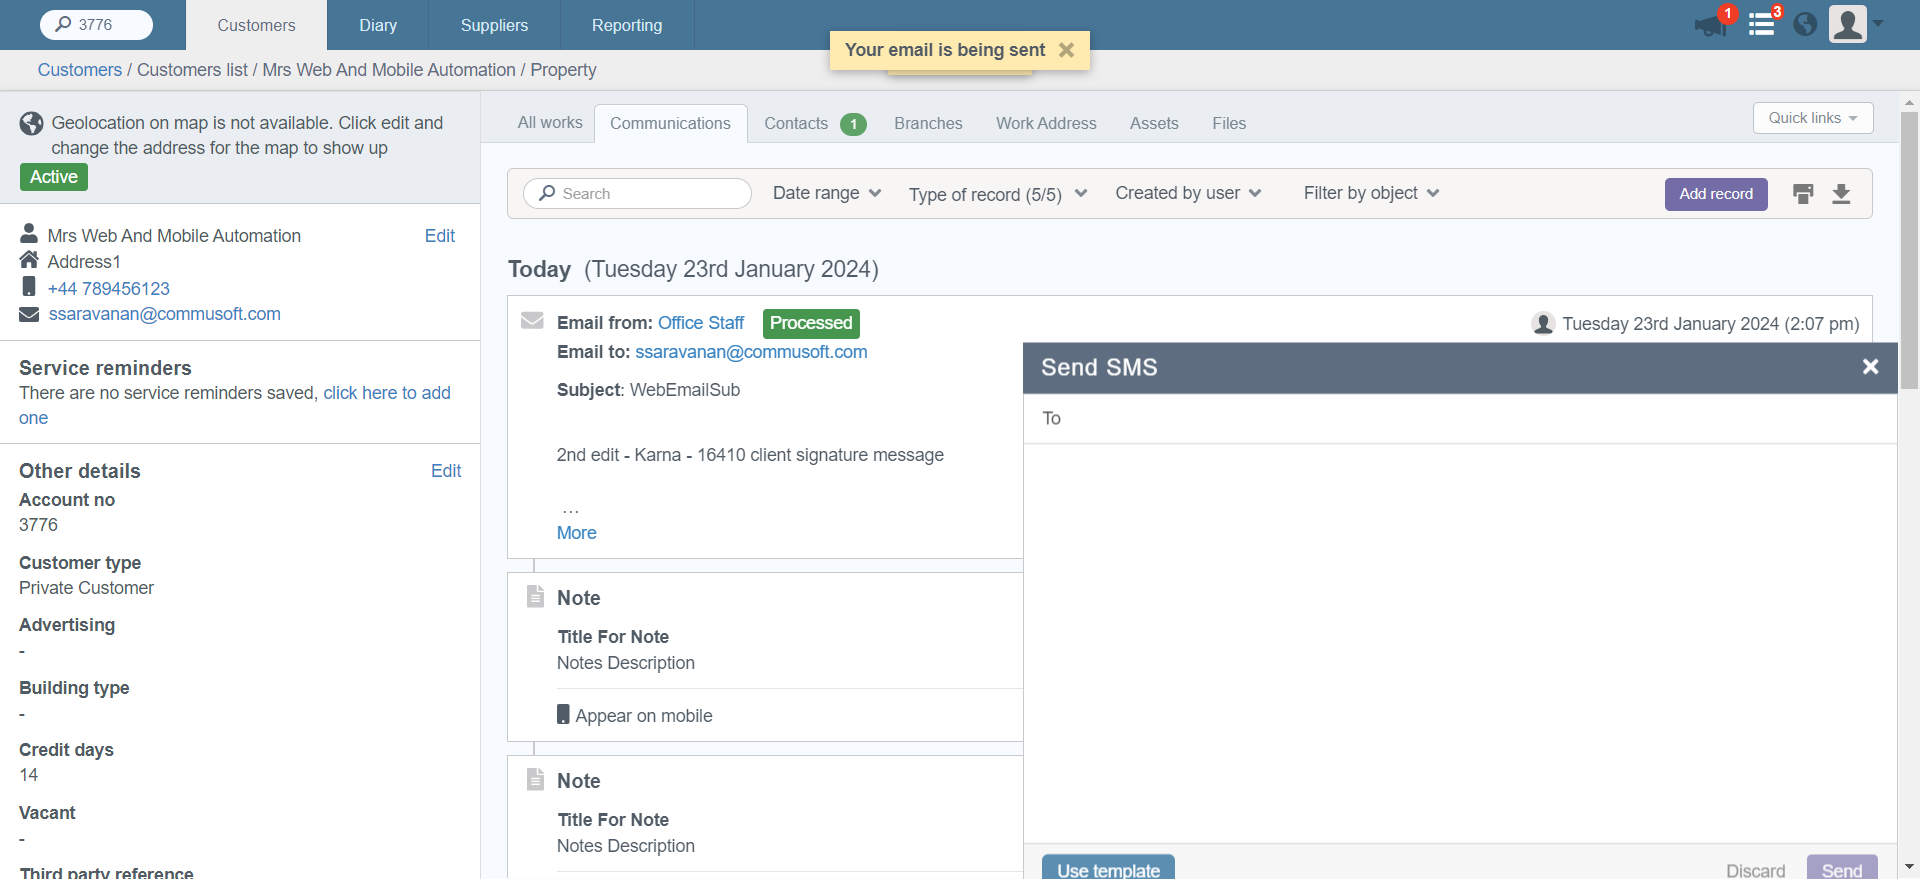 3776
Customers
Diary
Suppliers
Reporting
1
3
Your email is being sent
Customers / Customers list / Mrs Web And Mobile Automation / Property
Geolocation on map is not available. Click edit and
change the address for the map to show up
Active
Mrs Web And Mobile Automation
Edit
Address1
+44 789456123
ssaravanan@commusoft.com
Service reminders
There are no service reminders saved, click here to add
one
Other details
Edit
Account no
3776
Customer type
Private Customer
Advertising
-
Building type
-
Credit days
14
Vacant
-
Third party reference
All works
Communications
Contacts 1
Branches
Work Address
Assets
Files
Quick links
Search
Date range
Type of record (5/5)
Created by user
Filter by object
Add record
Today (Tuesday 23rd January 2024)
Email from: Office Staff Processed
Tuesday 23rd January 2024 (2:07 pm)
Email to: ssaravanan@commusoft.com
Subject: WebEmailSub
2nd edit - Karna - 16410 client signature message
...
More
Note
Title For Note
Notes Description
Appear on mobile
Note
Title For Note
Notes Description
Send SMS
To
Use template
Discard
Send